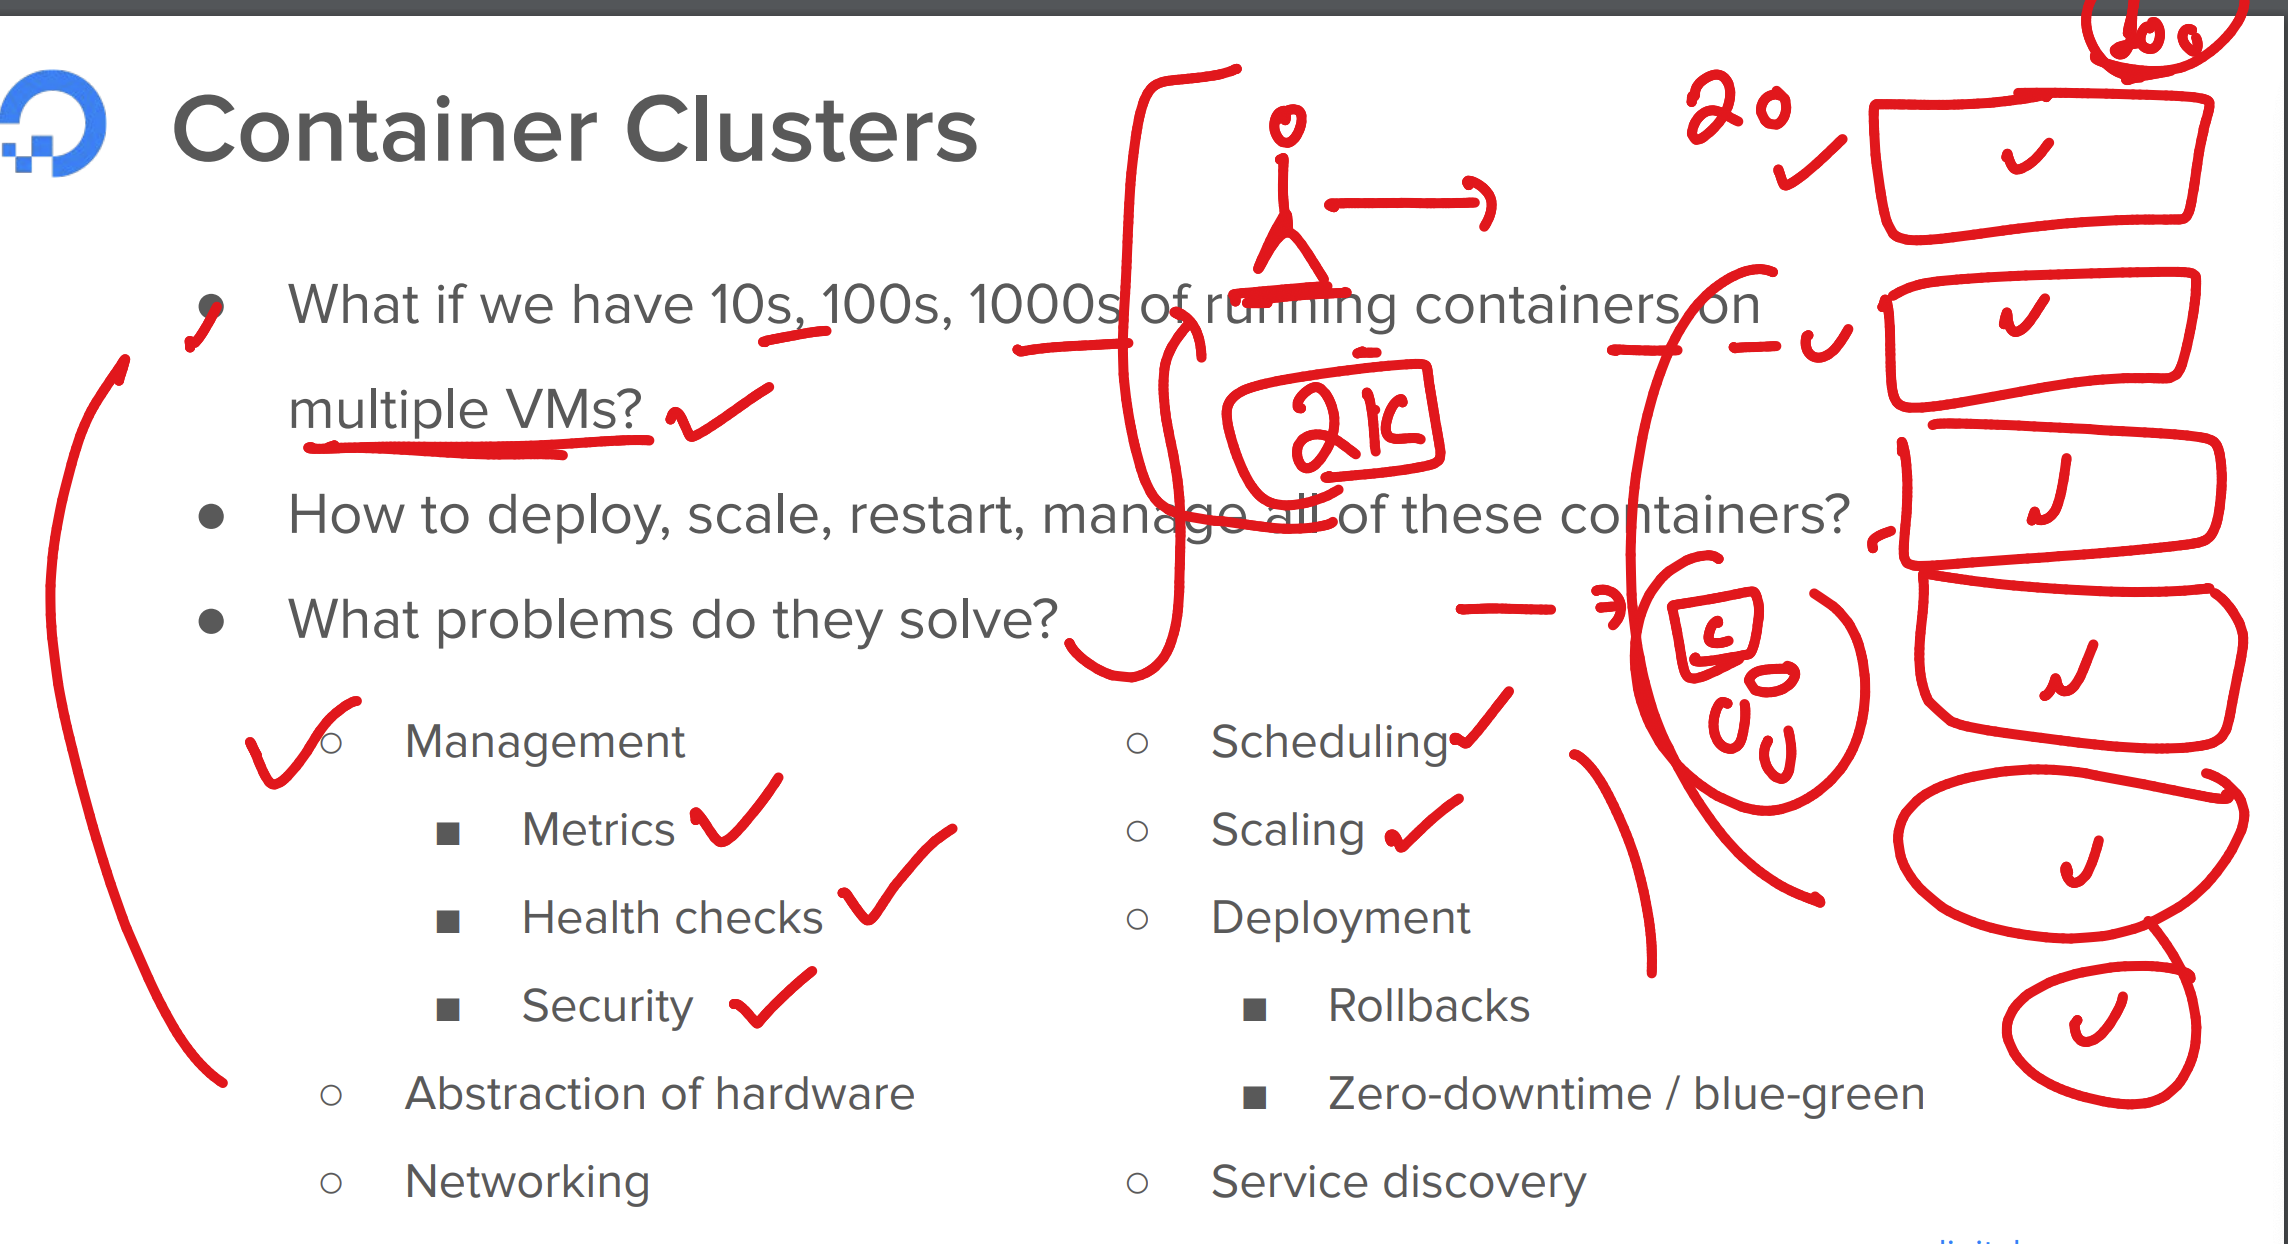 100
20
Container Clusters
● What if we have 10s, 100s, 1000s of running containers on
multiple VMs?
2K
● How to deploy, scale, restart, manage all of these containers?
● What problems do they solve?
C
○ Management
■ Metrics
■ Health checks
■ Security
○ Abstraction of hardware
○ Networking
○ Scheduling
○ Scaling
○ Deployment
■ Rollbacks
■ Zero-downtime / blue-green
○ Service discovery